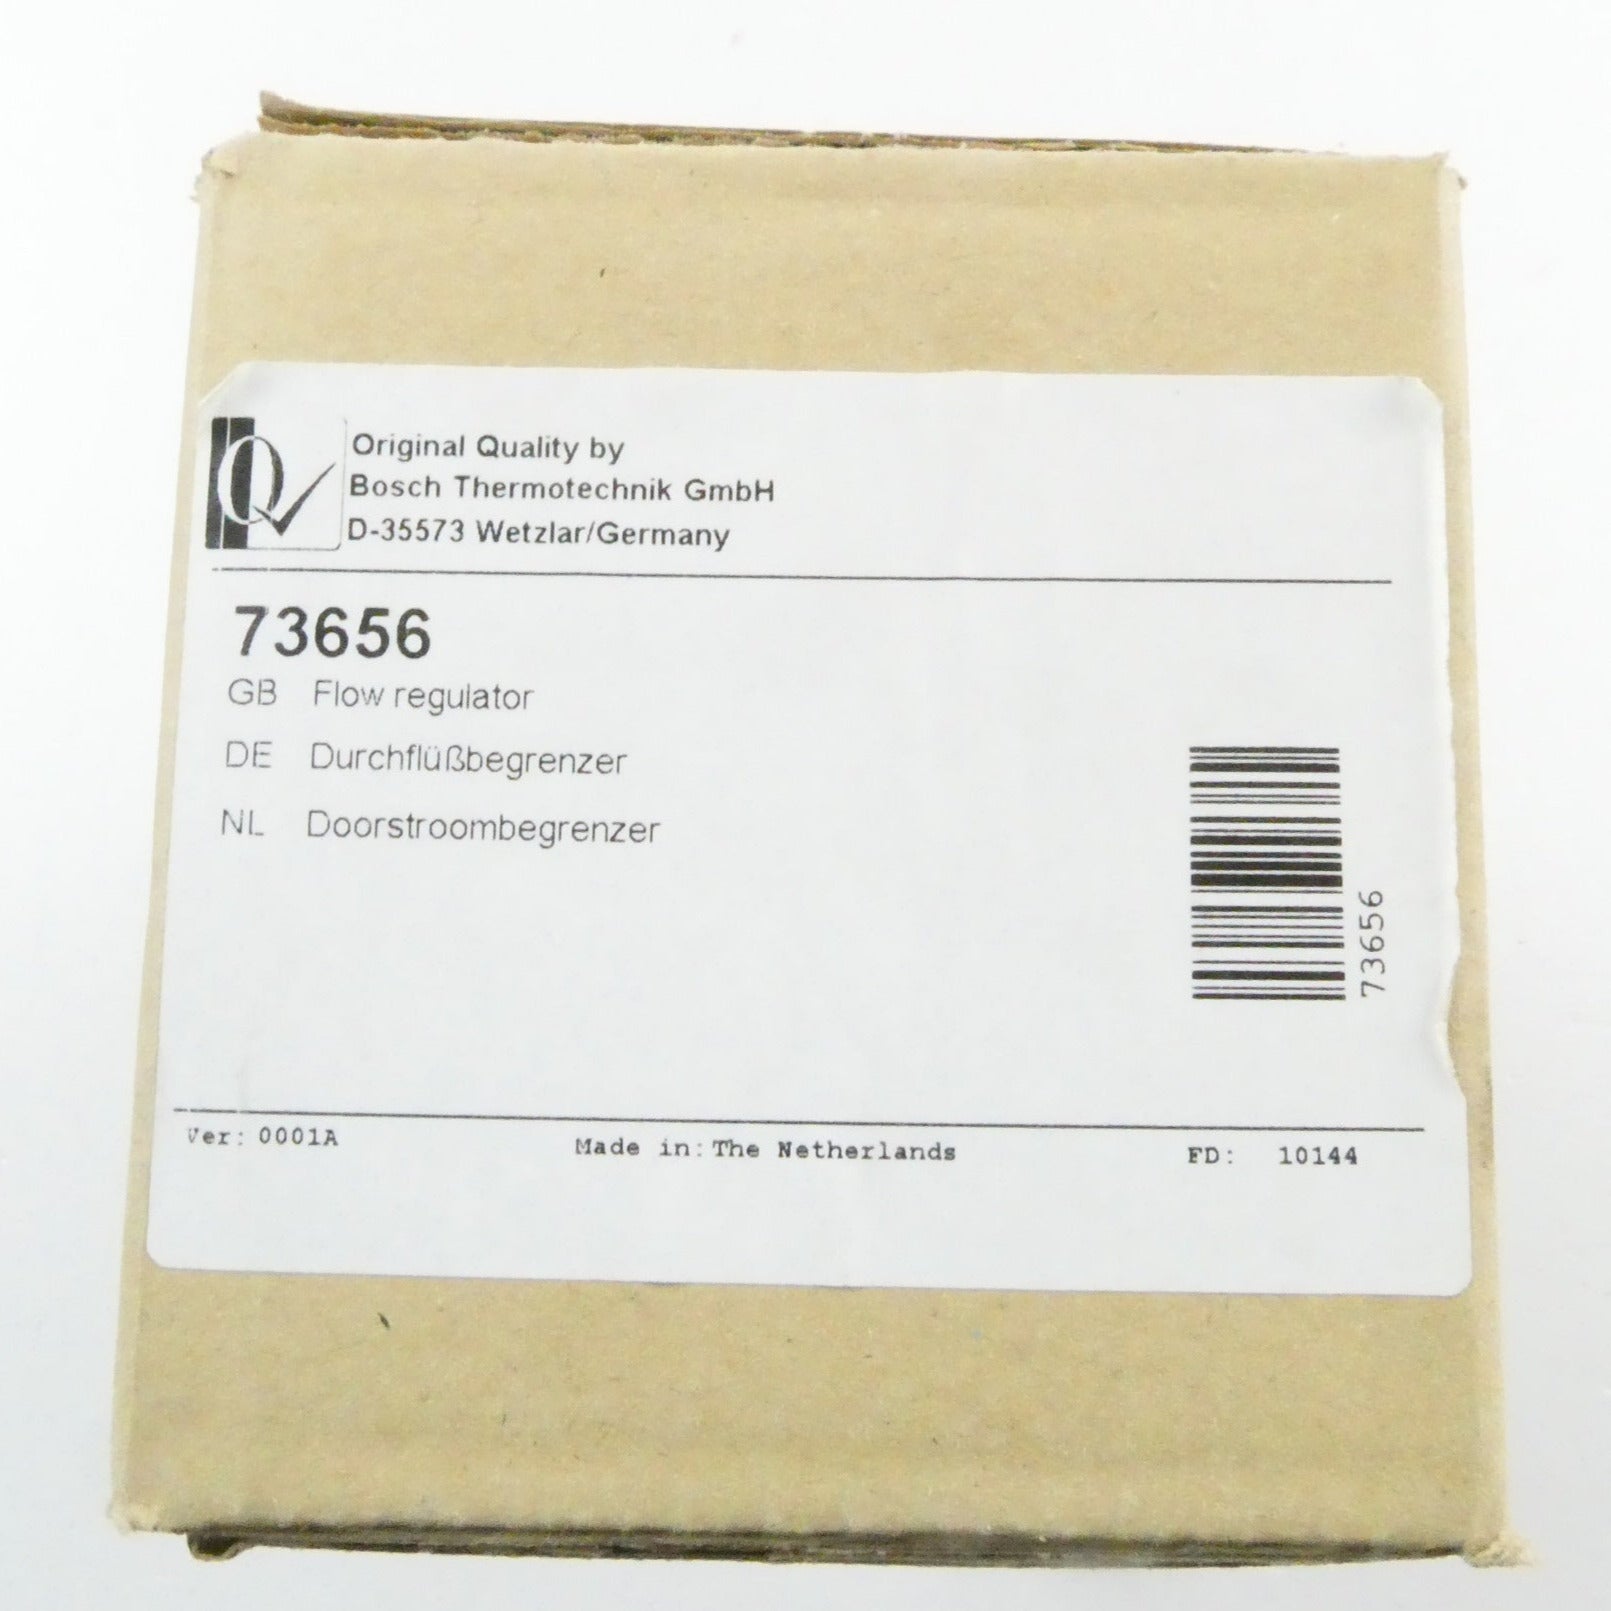 Q
Original Quality by
Bosch Thermotechnik GmbH
D-35573 Wetzlar/Germany
73656
GB Flow regulator
DE Durchflüßbegrenzer
NL Doorstroombegrenzer
73656
Ver: 0001A Made in: The Netherlands FD: 10144